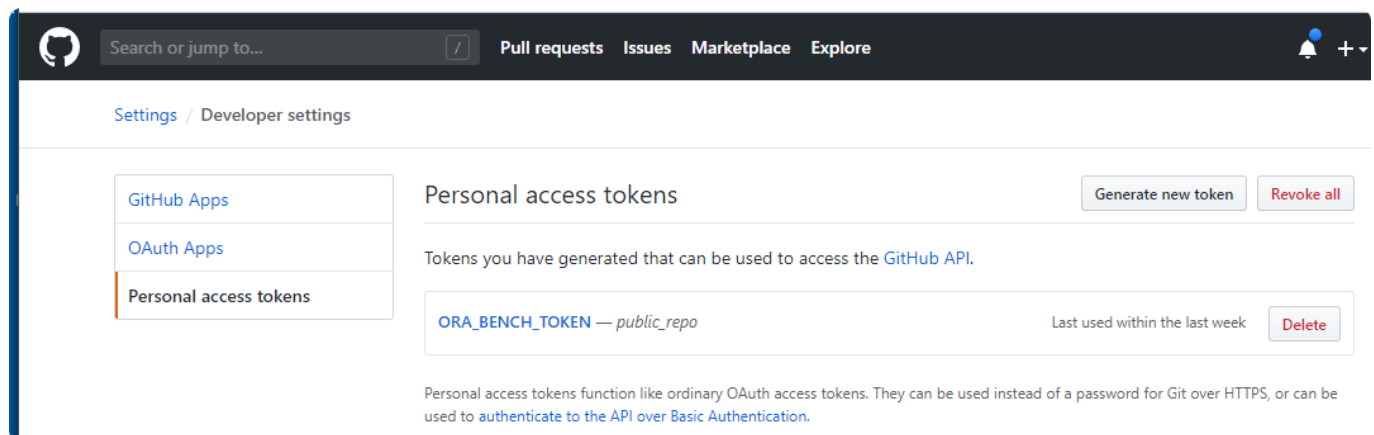 Search or jump to... /
Pull requests Issues Marketplace Explore
Settings / Developer settings
GitHub Apps
OAuth Apps
Personal access tokens
Personal access tokens
Generate new token
Revoke all
Tokens you have generated that can be used to access the GitHub API.
ORA_BENCH_TOKEN — public_repo
Last used within the last week
Delete
Personal access tokens function like ordinary OAuth access tokens. They can be used instead of a password for Git over HTTPS, or can be
used to authenticate to the API over Basic Authentication.